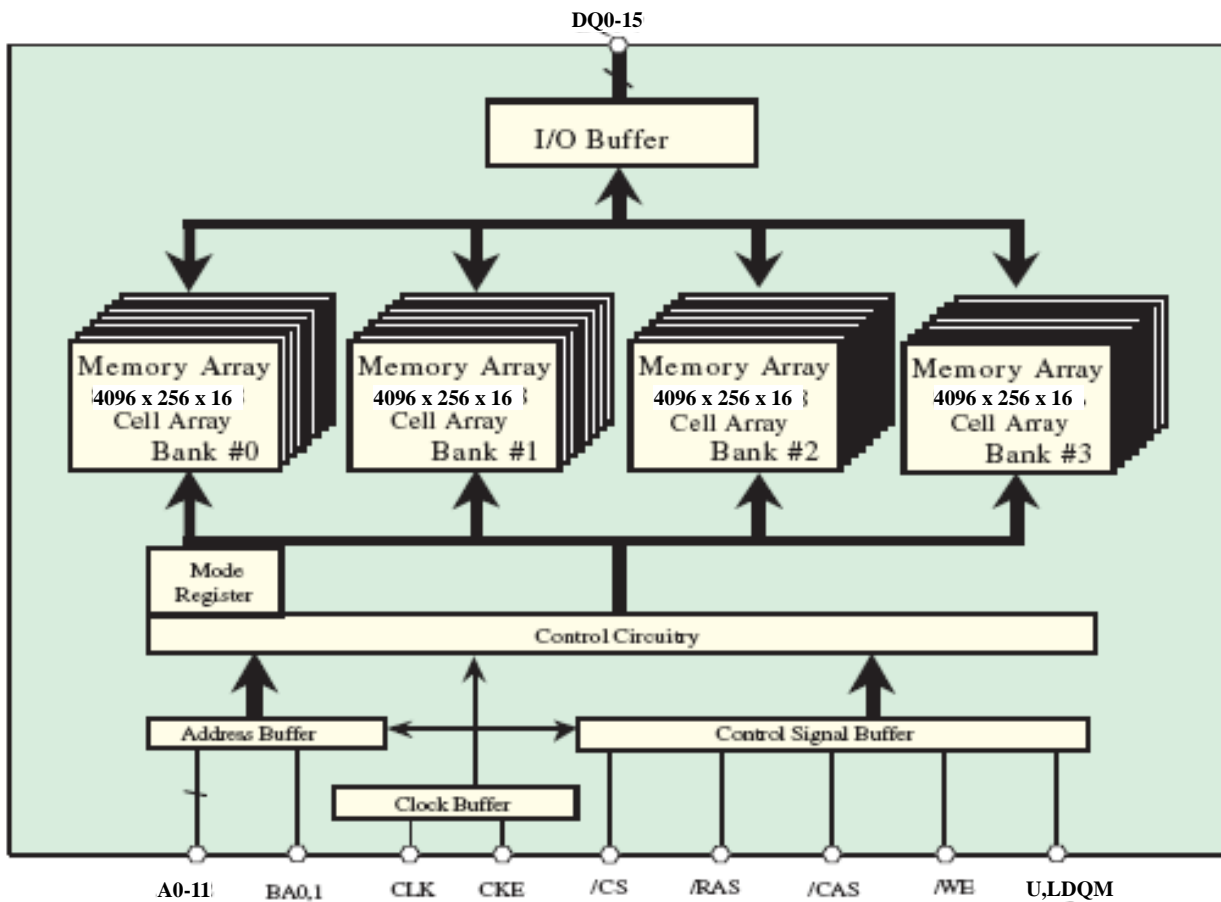 DQ0-15
I/O Buffer
Memory Array
4096 x 256 x 16
Cell Array
Bank #0
Memory Array
4096 x 256 x 16
Cell Array
Bank #1
Memory Array
4096 x 256 x 16
Cell Array
Bank #2
Memory Array
4096 x 256 x 16
Cell Array
Bank #3
Mode
Register
Control Circuitry
Address Buffer
Control Signal Buffer
Clock Buffer
A0-11
BA0,1
CLK
CKE
/CS
/RAS
/CAS
/WE
U,LDQM